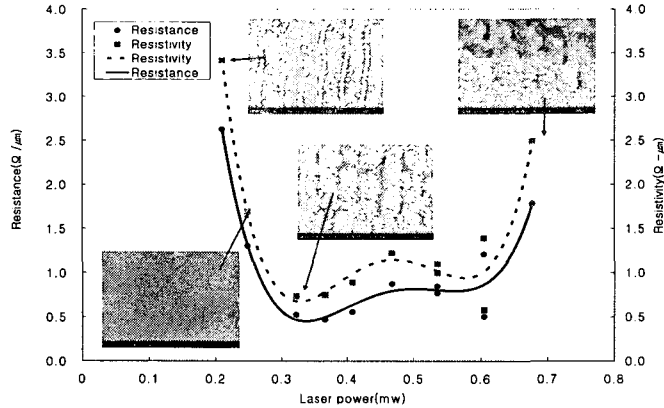 Resistance
Resistivity
Resistivity
Resistance
4.0
3.5
3.0
2.5
2.0
1.5
1.0
0.5
0.0
Resistance(Ω/㎛)
4.0
3.5
3.0
2.5
2.0
1.5
1.0
0.5
0.0
Resistivity(Ω-㎛)
0 0.1 0.2 0.3 0.4 0.5 0.6 0.7 0.8
Laser power(mw)